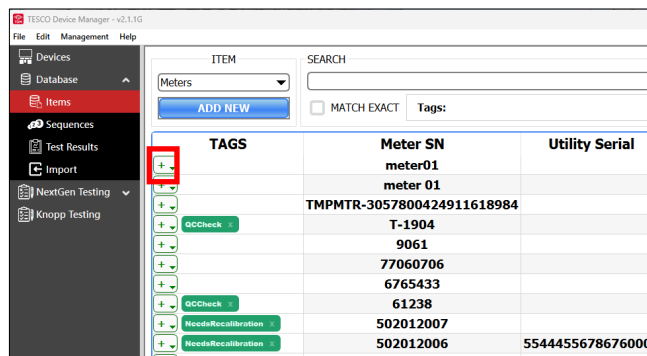 TESCO Device Manager - v2.1.1G
File Edit Management Help
Devices
Database
Items
Sequences
Test Results
Import
NextGen Testing
Knopp Testing
ITEM
Meters
ADD NEW
SEARCH
MATCH EXACT Tags:
TAGS Meter SN Utility Serial
+ meter01
+ meter 01
+ TMPMTR-3057800424911618984
+ QCCheck X T-1904
+ 9061
+ 77060706
+ 6765433
+ QCCheck X 61238
+ NeedsRecalibration X 502012007
+ NeedsRecalibration X 502012006